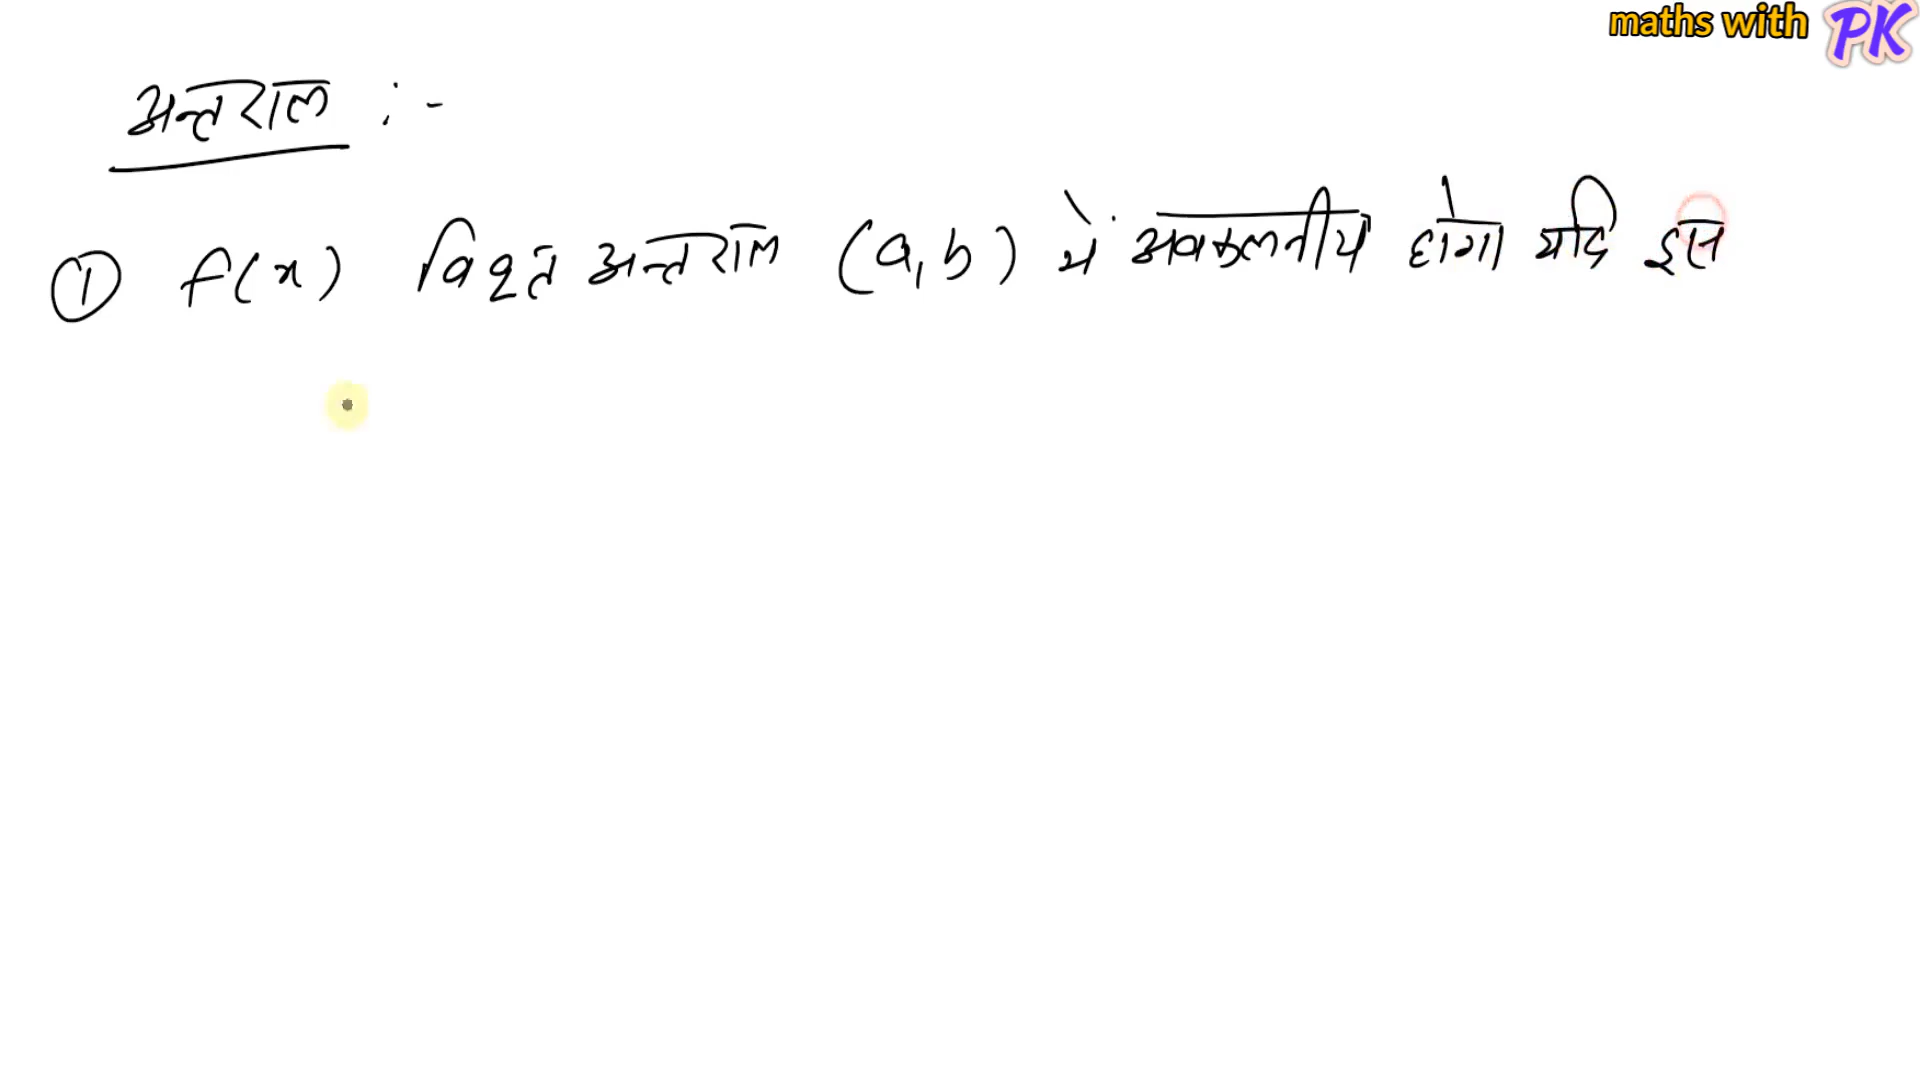 maths with PK
अन्तराल :-
① f(x) विवृत अन्तराल (a,b) में अवकलनीय होगा यदि इस